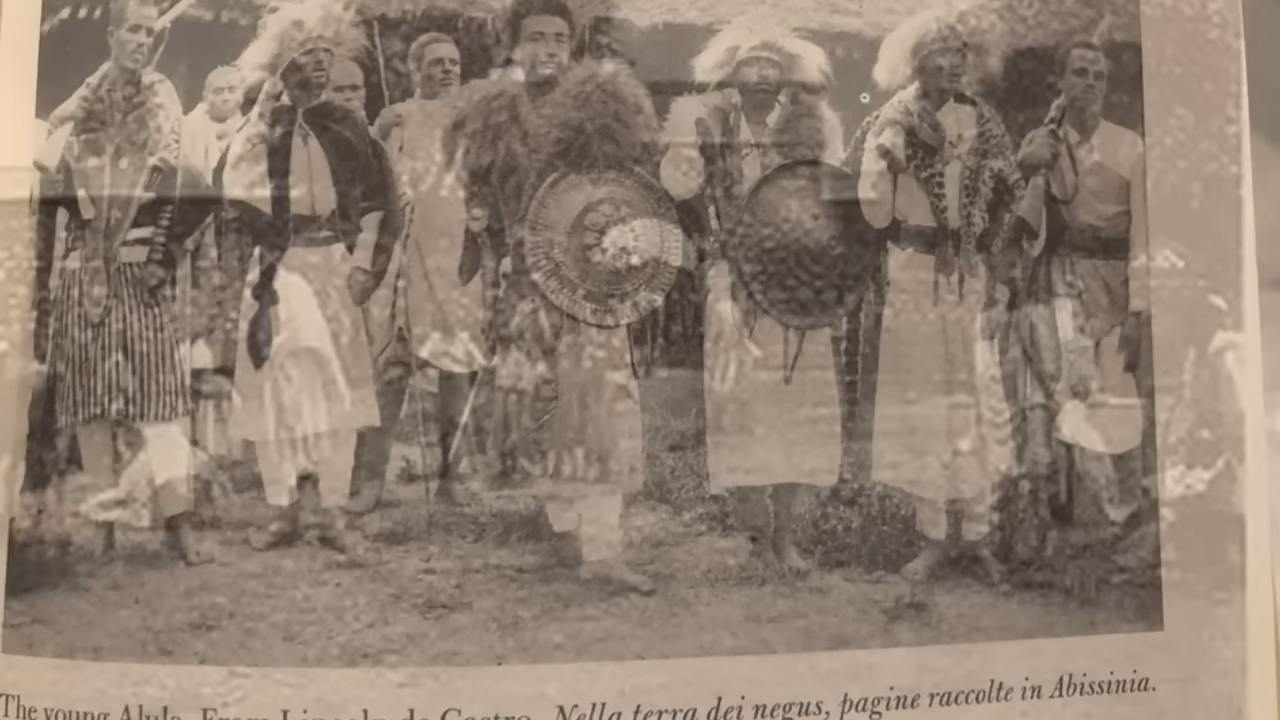 The young Alula. From Lincoln de Castro, Nella terra dei negus, pagine raccolte in Abissinia.